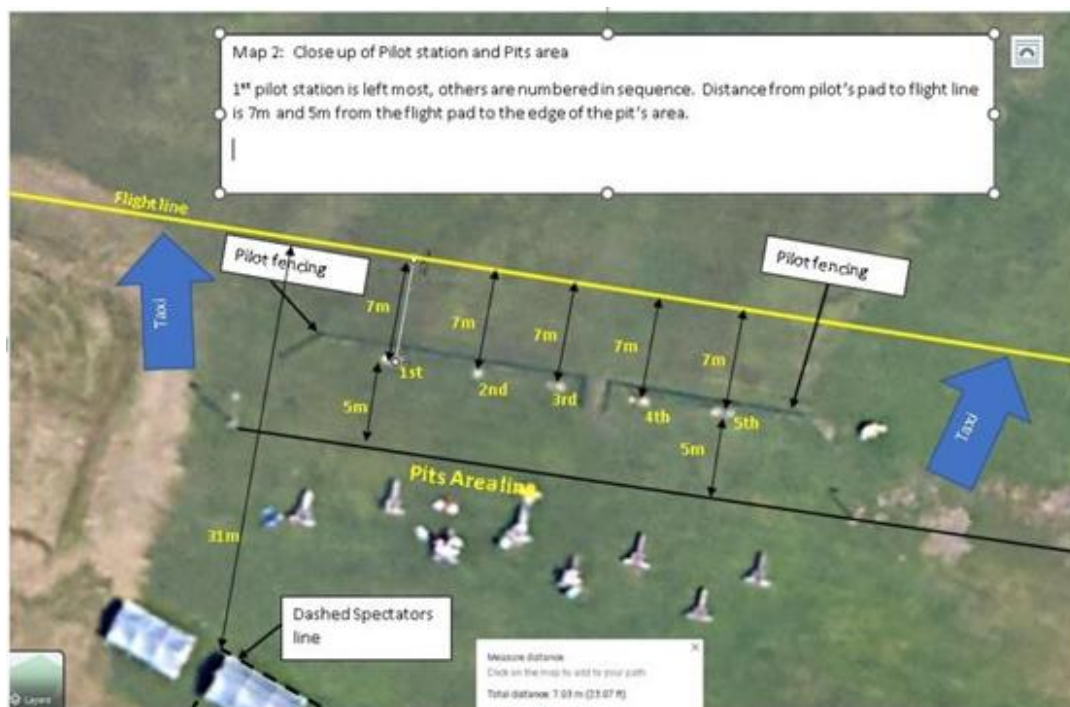 Map 2: Close up of Pilot station and Pits area
1st pilot station is left most, others are numbered in sequence. Distance from pilot's pad to flight line
is 7m and 5m from the flight pad to the edge of the pit's area.
Flight line
Pilot fencing
Pilot fencing
Taxi
7m
7m
7m
7m
7m
1st
2nd
3rd
4th
5th
Taxi
5m
5m
Pits Area line
31m
Dashed Spectators
line
Measure distance
Click on the map to add to your path
Total distance: 7.03 m (23.07 ft)
Layers